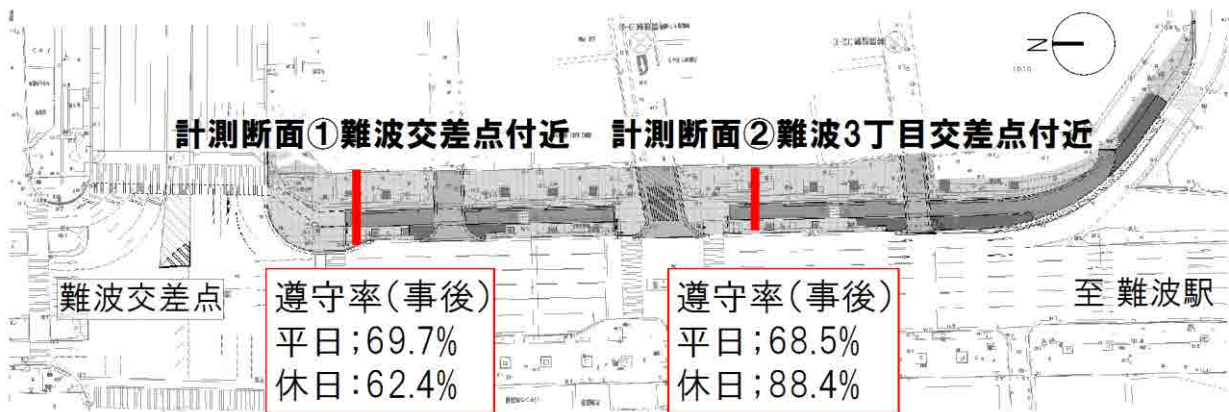 N
計測断面①難波交差点付近
計測断面②難波3丁目交差点付近
難波交差点
遵守率(事後)
平日;69.7%
休日:62.4%
遵守率(事後)
平日;68.5%
休日;88.4%
至 難波駅